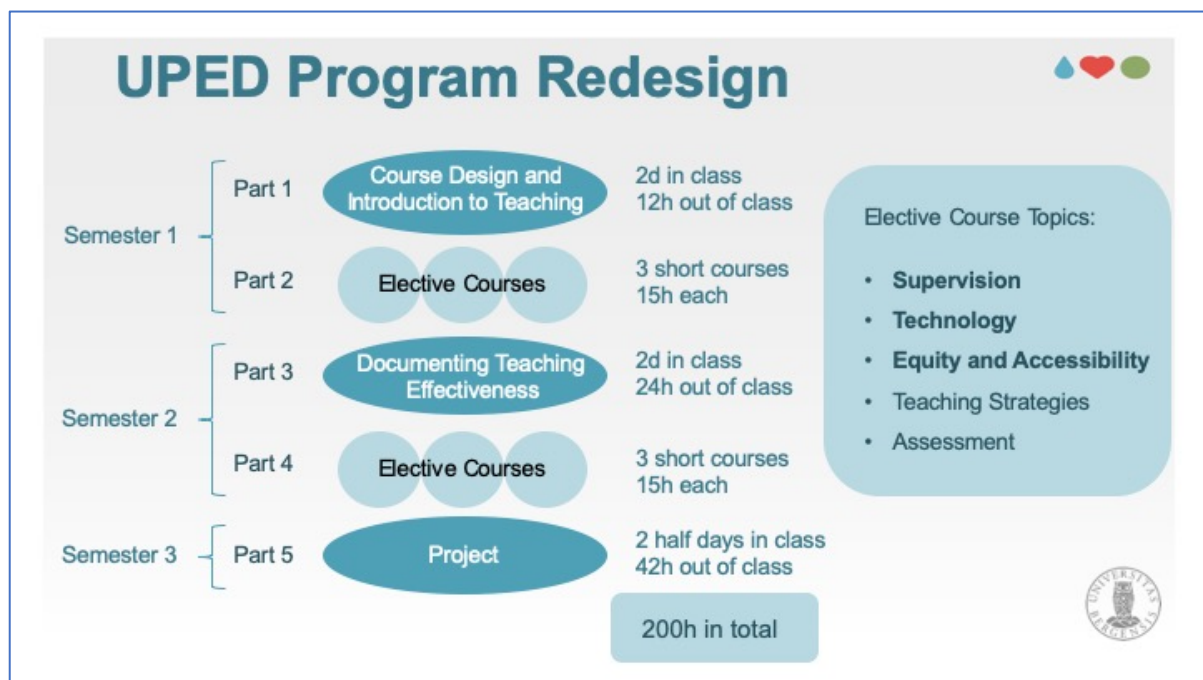 UPED Program Redesign
Semester 1
Part 1
Course Design and
Introduction to Teaching
2d in class
12h out of class
Part 2
Elective Courses
3 short courses
15h each
Semester 2
Part 3
Documenting Teaching
Effectiveness
2d in class
24h out of class
Part 4
Elective Courses
3 short courses
15h each
Semester 3
Part 5
Project
2 half days in class
42h out of class
200h in total
Elective Course Topics:
• Supervision
• Technology
• Equity and Accessibility
• Teaching Strategies
• Assessment
UNIVERSITAS
BERGENSIS